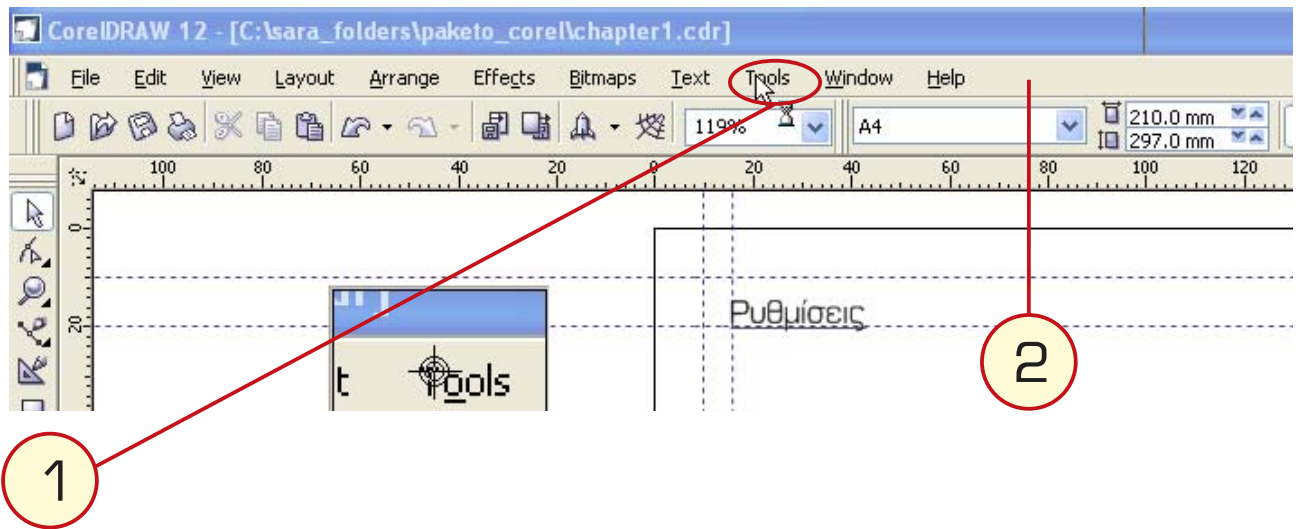 CorelDRAW 12 - [C:\sara_folders\paketo_corel\chapter1.cdr]
File Edit View Layout Arrange Effects Bitmaps Text Tools Window Help
119% A4 210.0 mm
297.0 mm
100 80 60 40 20 0 20 40 60 80 100 120
0
20
Ρυθμίσεις
t Tools
2
1